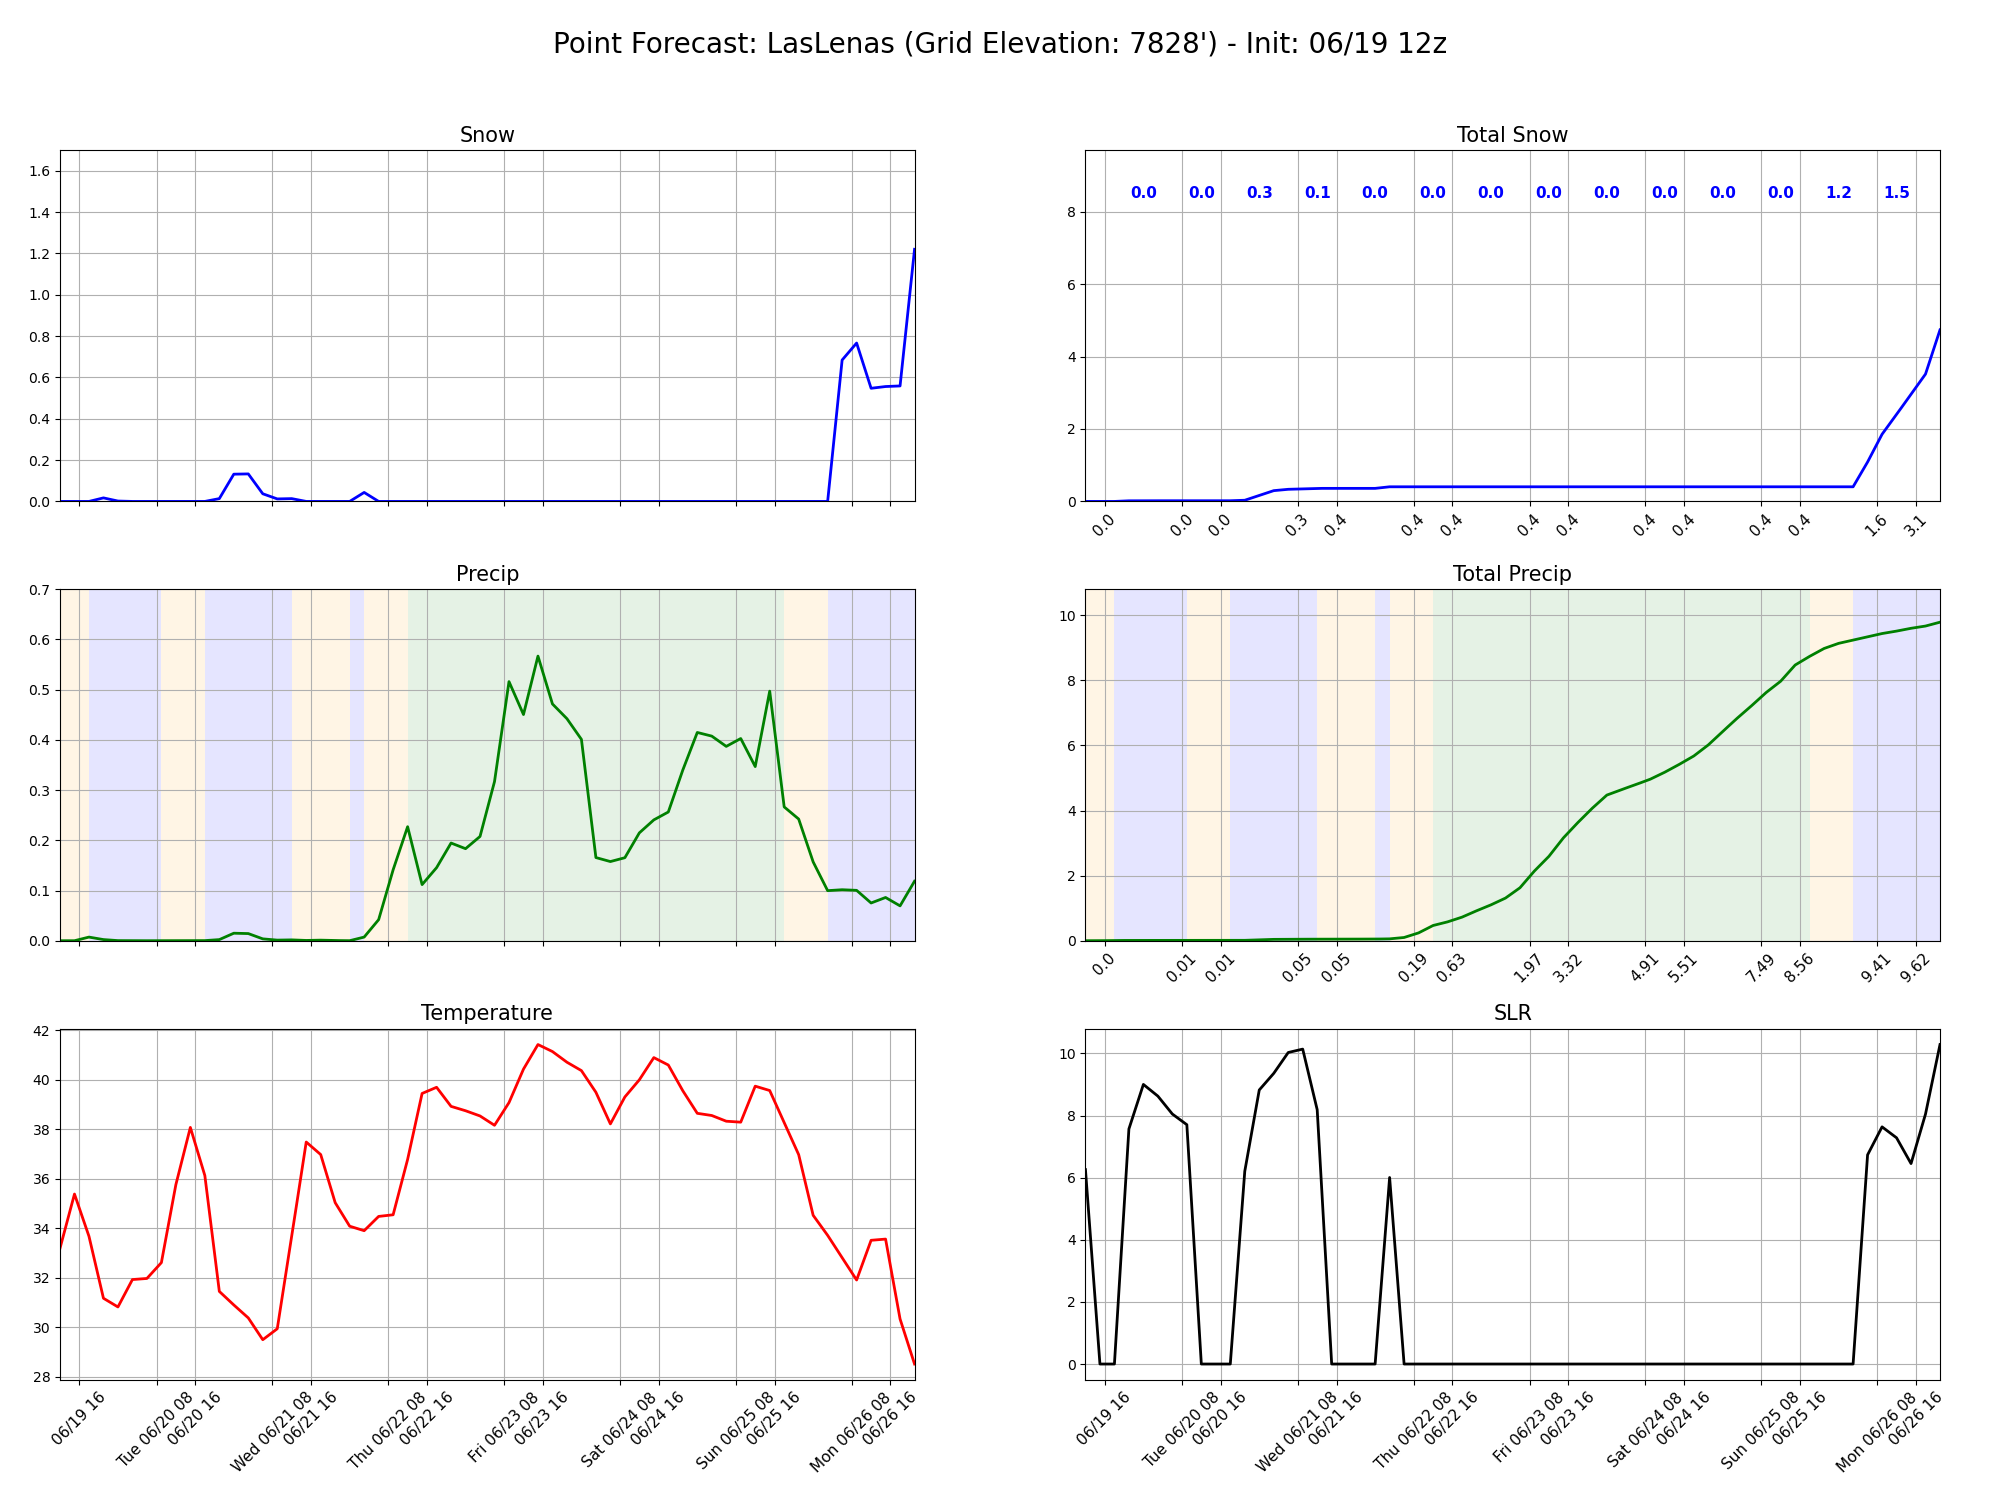 Point Forecast: LasLenas (Grid Elevation: 7828') - Init: 06/19 12z
Snow
1.6
1.4
1.2
1.0
0.8
0.6
0.4
0.2
0.0
Total Snow
0.0 0.0 0.3 0.1 0.0 0.0 0.0 0.0 0.0 0.0 0.0 0.0 1.2 1.5
8
6
4
2
0
0.0 0.0 0.0 0.3 0.4 0.4 0.4 0.4 0.4 0.4 0.4 0.4 0.4 1.6 3.1
Precip
0.7
0.6
0.5
0.4
0.3
0.2
0.1
0.0
Total Precip
10
8
6
4
2
0
0.0 0.01 0.01 0.05 0.05 0.19 0.63 1.97 3.32 4.91 5.51 7.49 8.56 9.41 9.62
Temperature
42
40
38
36
34
32
30
28
06/19 16
Tue 06/20 08
06/20 16
Wed 06/21 08
06/21 16
Thu 06/22 08
06/22 16
Fri 06/23 08
06/23 16
Sat 06/24 08
06/24 16
Sun 06/25 08
06/25 16
Mon 06/26 08
06/26 16
SLR
10
8
6
4
2
0
06/19 16
Tue 06/20 08
06/20 16
Wed 06/21 08
06/21 16
Thu 06/22 08
06/22 16
Fri 06/23 08
06/23 16
Sat 06/24 08
06/24 16
Sun 06/25 08
06/25 16
Mon 06/26 08
06/26 16